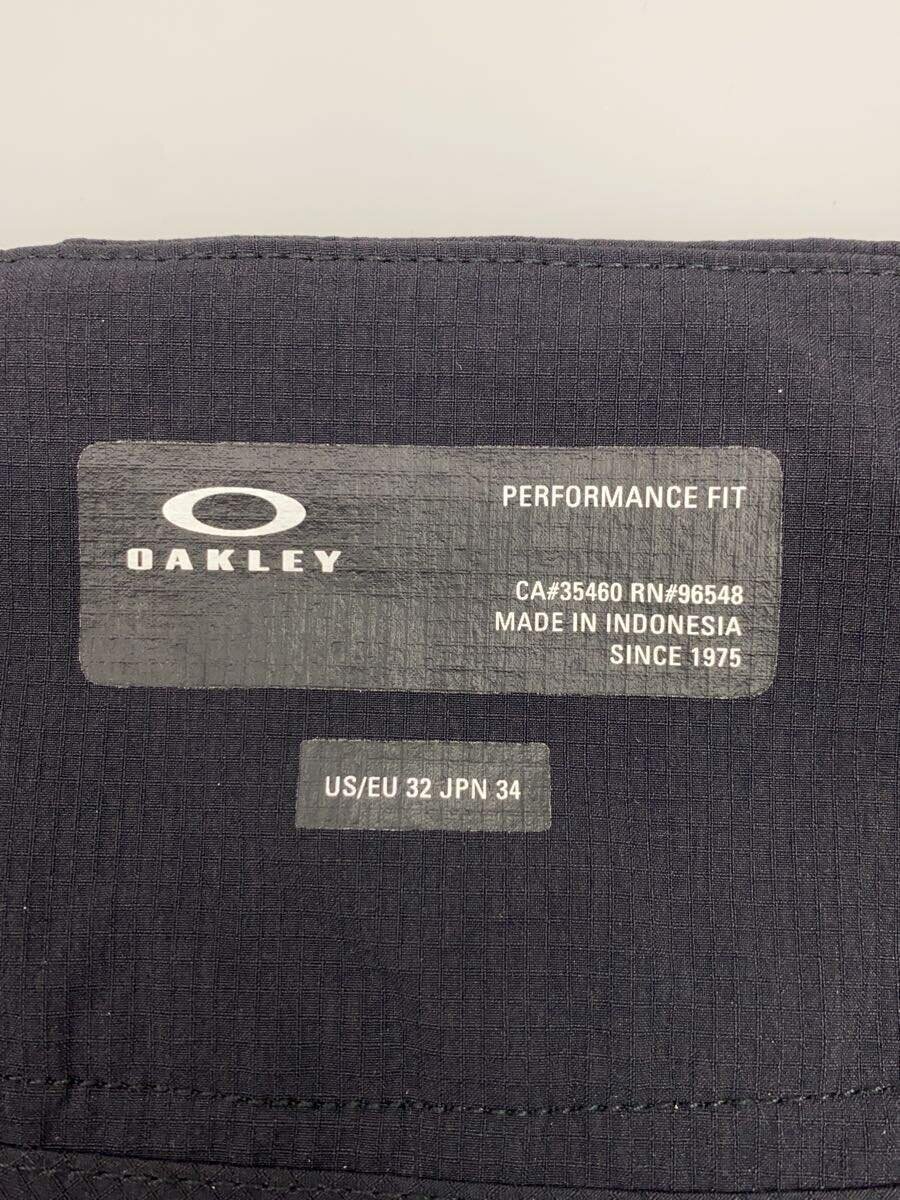 OAKLEY
PERFORMANCE FIT
CA#35460 RN#96548
MADE IN INDONESIA
SINCE 1975
US/EU 32 JPN 34